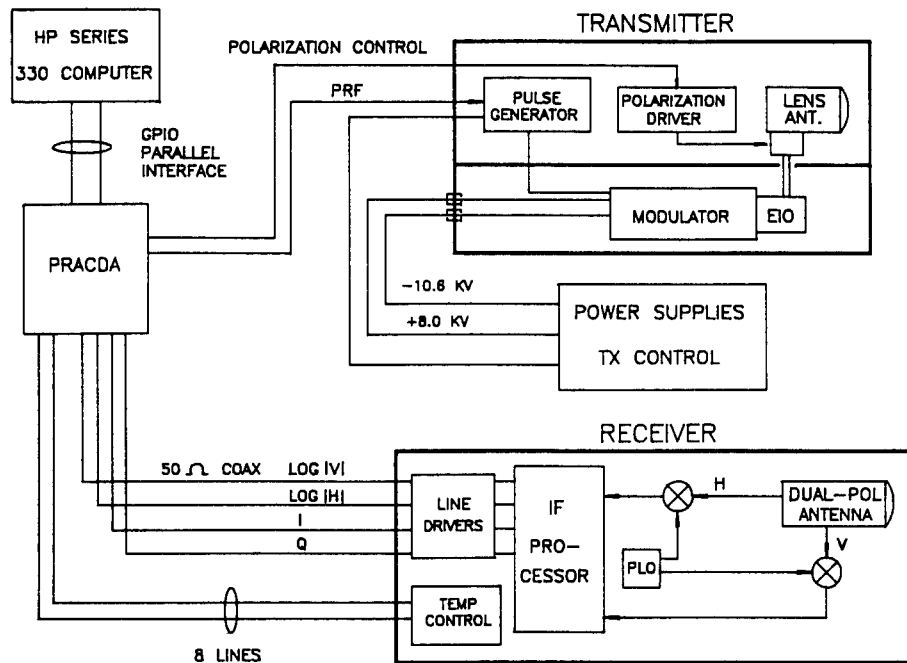 HP SERIES
330 COMPUTER
GPIO
PARALLEL
INTERFACE
PRACDA
POLARIZATION CONTROL
PRF
TRANSMITTER
PULSE
GENERATOR
POLARIZATION
DRIVER
LENS
ANT.
MODULATOR
EIO
-10.6 KV
+8.0 KV
POWER SUPPLIES
TX CONTROL
RECEIVER
50 Ω COAX
LOG |V|
LOG |H|
I
Q
8 LINES
LINE
DRIVERS
TEMP
CONTROL
IF
PRO-
CESSOR
PLO
H
V
DUAL-POL
ANTENNA